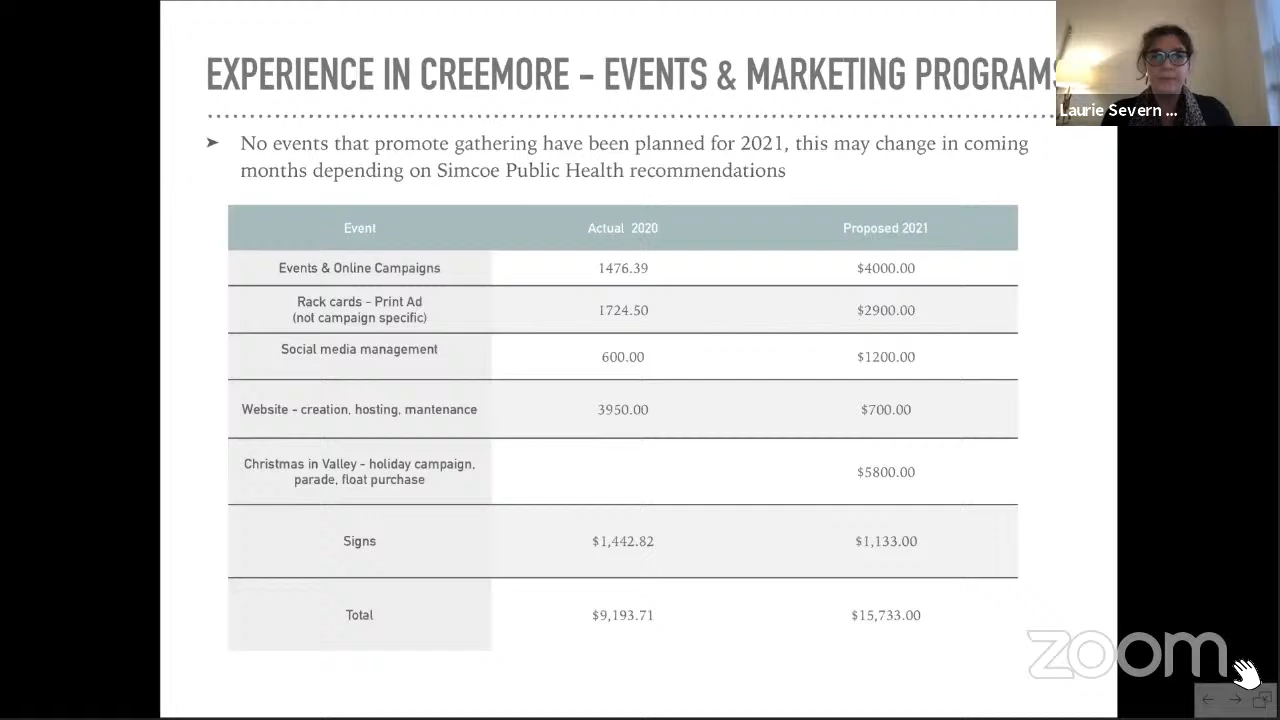 EXPERIENCE IN CREEMORE - EVENTS & MARKETING PROGRAMS
Laurie Severn ...
➤ No events that promote gathering have been planned for 2021, this may change in coming
months depending on Simcoe Public Health recommendations
Event Actual 2020 Proposed 2021
Events & Online Campaigns 1476.39 $4000.00
Rack cards - Print Ad
(not campaign specific) 1724.50 $2900.00
Social media management 600.00 $1200.00
Website - creation, hosting, mantenance 3950.00 $700.00
Christmas in Valley - holiday campaign,
parade, float purchase $5800.00
Signs $1,442.82 $1,133.00
Total $9,193.71 $15,733.00
zoom